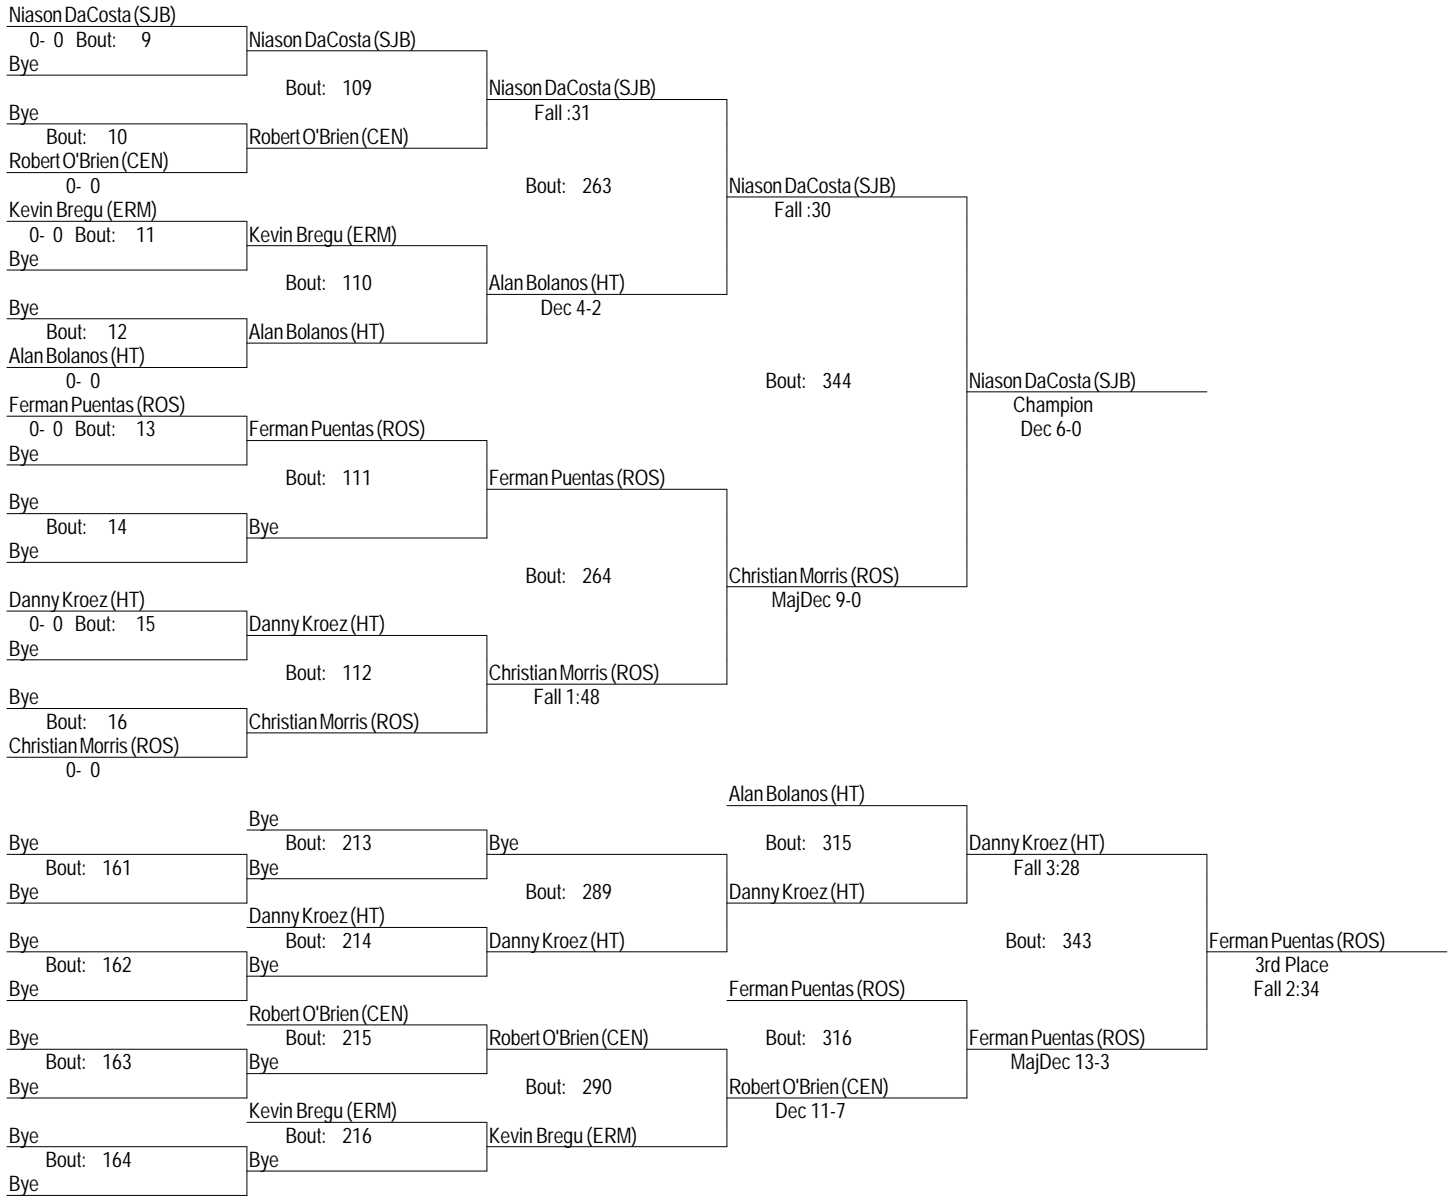 Niason DaCosta (SJB)
0- 0 Bout: 9
Niason DaCosta (SJB)
Bye
Bout: 109
Niason DaCosta (SJB)
Bye
Fall :31
Bout: 10
Robert O'Brien (CEN)
Robert O'Brien (CEN)
0- 0
Bout: 263
Niason DaCosta (SJB)
Kevin Bregu (ERM)
Fall :30
0- 0 Bout: 11
Kevin Bregu (ERM)
Bye
Bout: 110
Alan Bolanos (HT)
Bye
Dec 4-2
Bout: 12
Alan Bolanos (HT)
Alan Bolanos (HT)
0- 0
Bout: 344
Niason DaCosta (SJB)
Ferman Puentas (ROS)
Champion
0- 0 Bout: 13
Ferman Puentas (ROS)
Dec 6-0
Bye
Bout: 111
Ferman Puentas (ROS)
Bye
Bout: 14
Bye
Bye
Bout: 264
Christian Morris (ROS)
Danny Kroez (HT)
MajDec 9-0
0- 0 Bout: 15
Danny Kroez (HT)
Bye
Bout: 112
Christian Morris (ROS)
Bye
Fall 1:48
Bout: 16
Christian Morris (ROS)
Christian Morris (ROS)
0- 0
Alan Bolanos (HT)
Bye
Bye
Bout: 213
Bye
Bout: 315
Danny Kroez (HT)
Bout: 161
Bye
Fall 3:28
Bye
Bout: 289
Danny Kroez (HT)
Danny Kroez (HT)
Bye
Bout: 214
Danny Kroez (HT)
Bout: 343
Ferman Puentas (ROS)
Bout: 162
Bye
3rd Place
Bye
Ferman Puentas (ROS)
Fall 2:34
Robert O'Brien (CEN)
Bye
Bout: 215
Robert O'Brien (CEN)
Bout: 316
Ferman Puentas (ROS)
Bout: 163
Bye
MajDec 13-3
Bye
Bout: 290
Robert O'Brien (CEN)
Kevin Bregu (ERM)
Dec 11-7
Bye
Bout: 216
Kevin Bregu (ERM)
Bout: 164
Bye
Bye